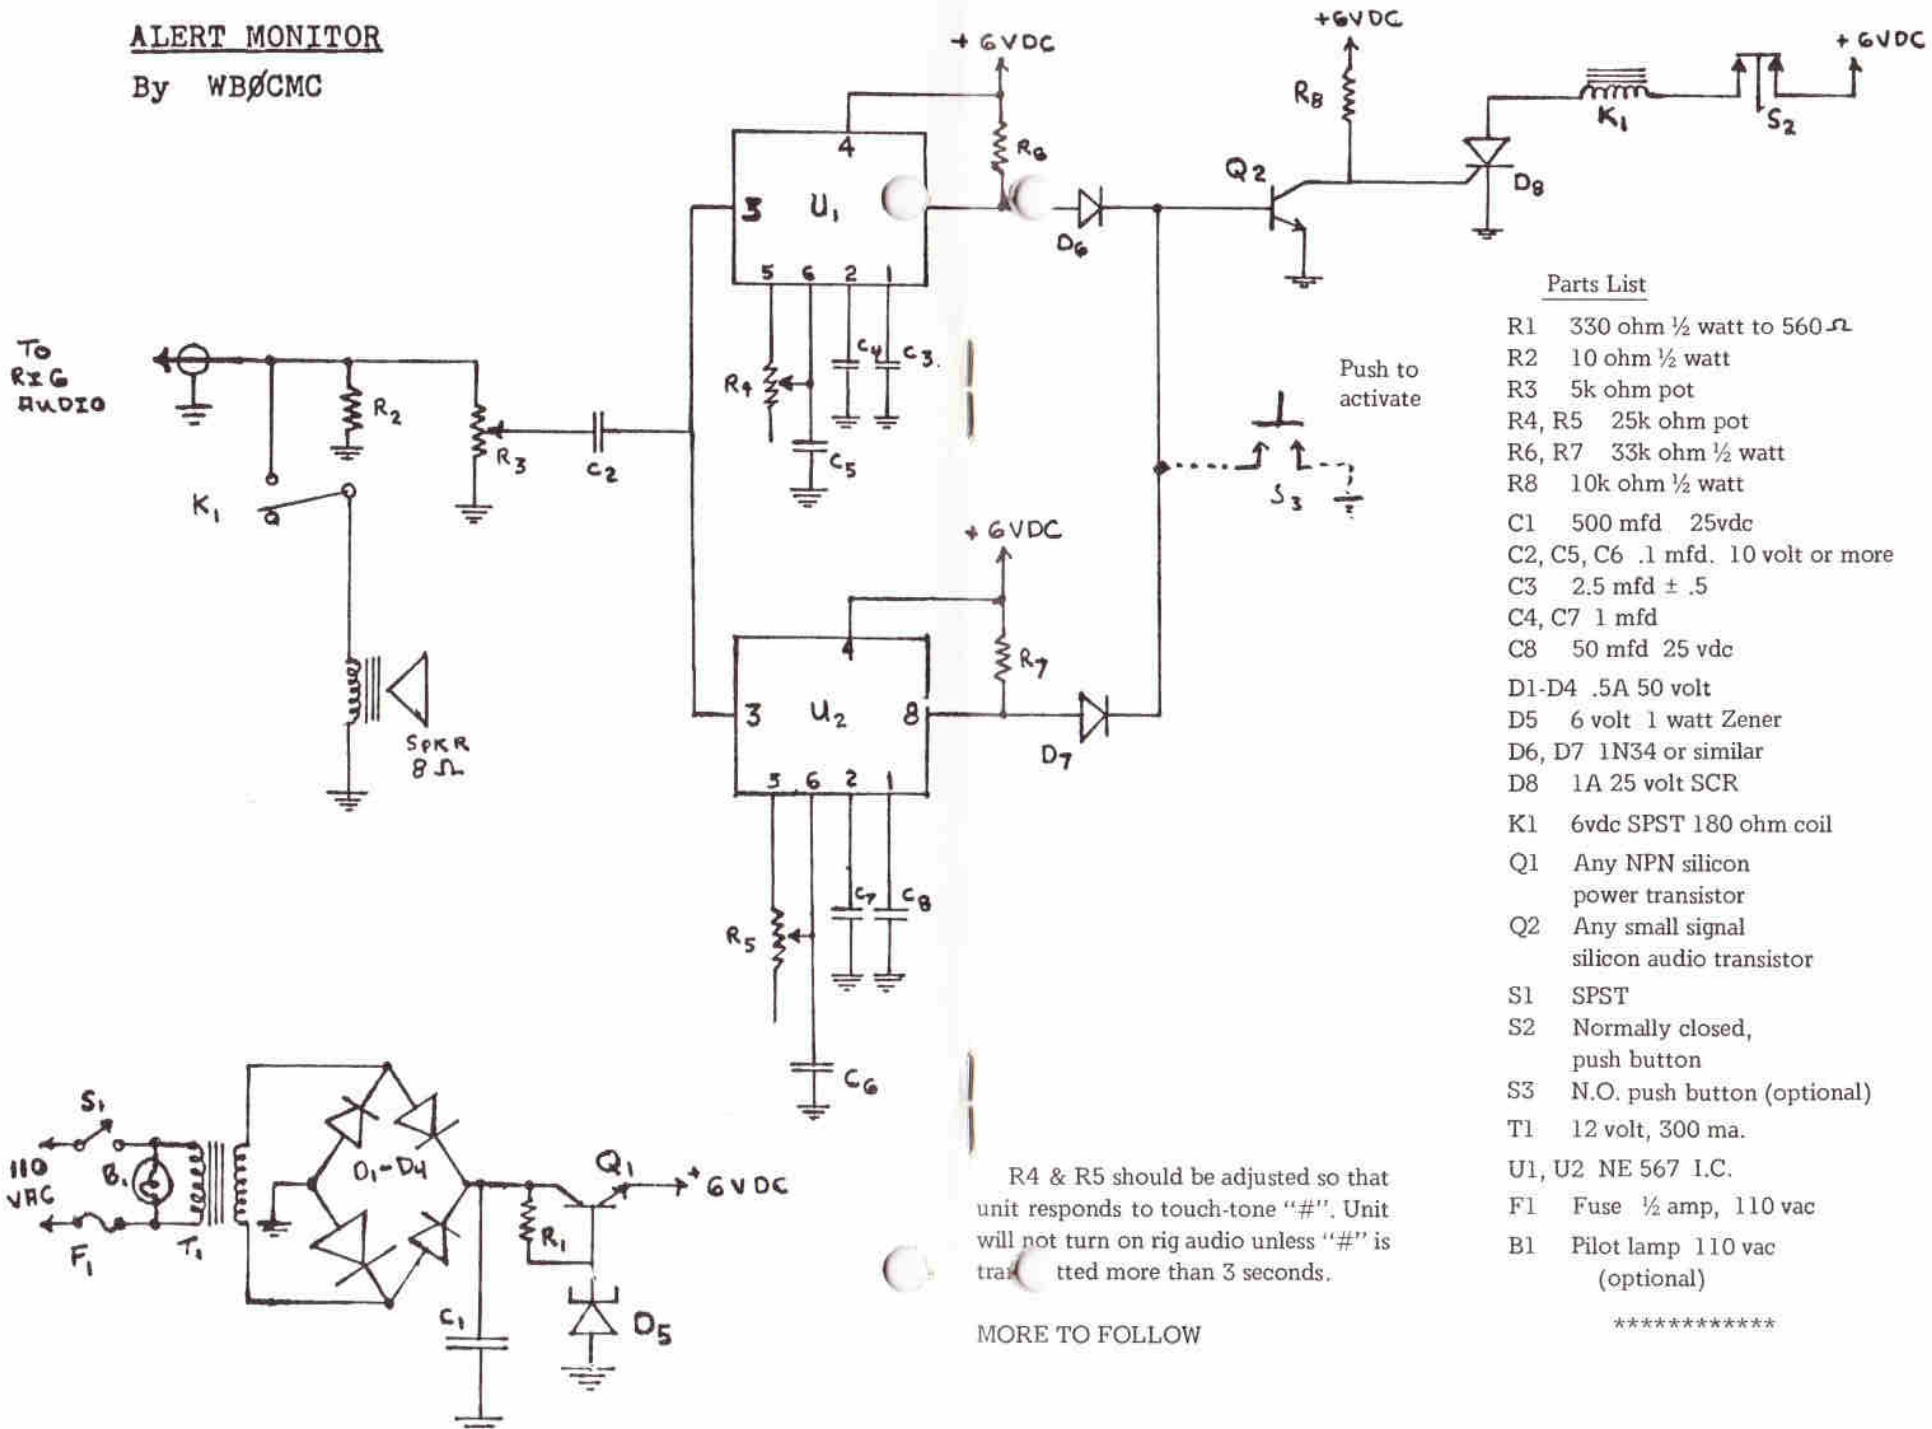 ALERT MONITOR
By WBØCMC
+ 6VDC
+6VDC
+ 6VDC
R8
K1
S2
Q2
D8
4
R6
3
U1
D6
5 6 2 1
R4
C4
C3.
C5
TO
RIG
AUDIO
R2
R3
C2
K1
SPKR
8Ω
Push to
activate
S3
+ 6VDC
4
R7
3
U2
8
D7
5 6 2 1
R5
C7
C8
C6
S1
110
VAC
B1
F1
T1
D1-D4
Q1
+ 6VDC
R1
C1
D5
Parts List
R1 330 ohm ½ watt to 560Ω
R2 10 ohm ½ watt
R3 5k ohm pot
R4, R5 25k ohm pot
R6, R7 33k ohm ½ watt
R8 10k ohm ½ watt
C1 500 mfd 25vdc
C2, C5, C6 .1 mfd. 10 volt or more
C3 2.5 mfd ± .5
C4, C7 1 mfd
C8 50 mfd 25 vdc
D1-D4 .5A 50 volt
D5 6 volt 1 watt Zener
D6, D7 1N34 or similar
D8 1A 25 volt SCR
K1 6vdc SPST 180 ohm coil
Q1 Any NPN silicon
power transistor
Q2 Any small signal
silicon audio transistor
S1 SPST
S2 Normally closed,
push button
S3 N.O. push button (optional)
T1 12 volt, 300 ma.
U1, U2 NE 567 I.C.
F1 Fuse ½ amp, 110 vac
B1 Pilot lamp 110 vac
(optional)
************
R4 & R5 should be adjusted so that
unit responds to touch-tone "#". Unit
will not turn on rig audio unless "#" is
tted more than 3 seconds.
MORE TO FOLLOW